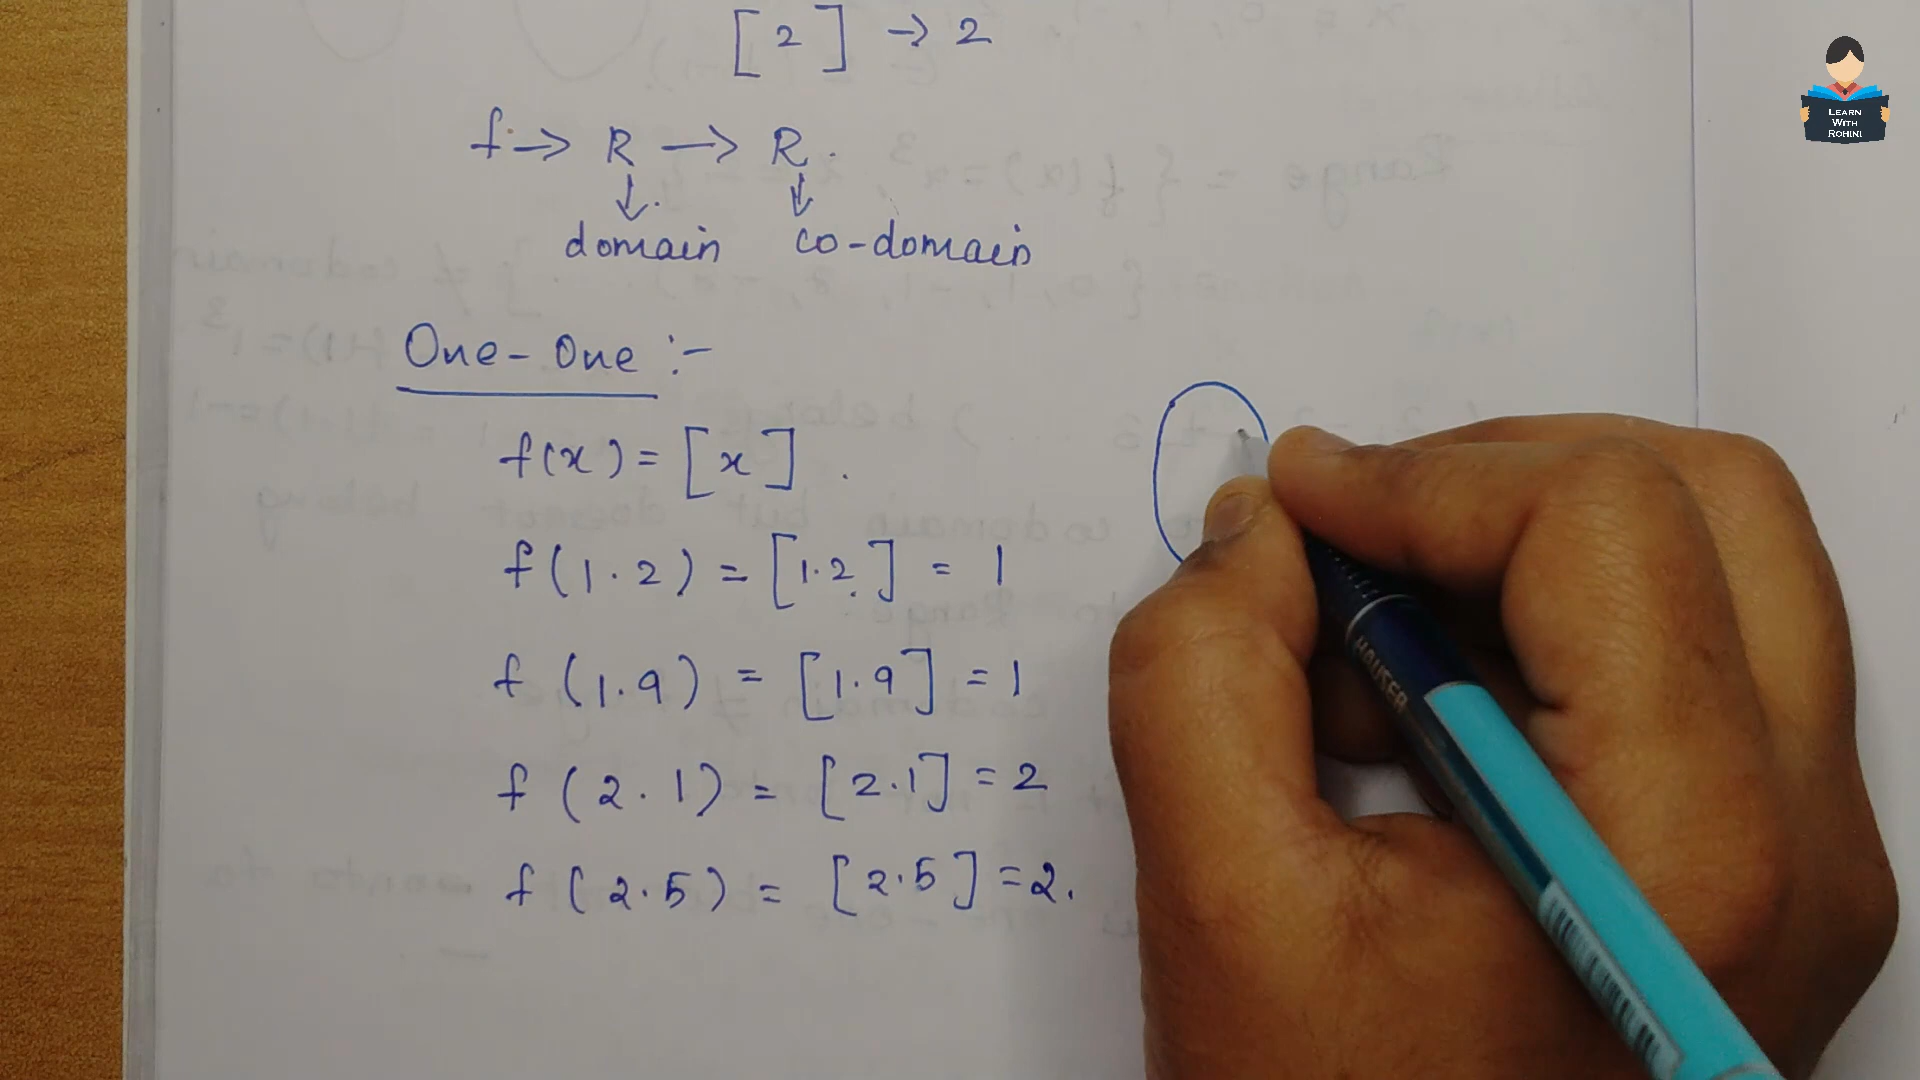 [2] → 2
f → R → R.
domain co-domain
One-One :-
f(x) = [x].
f(1.2) = [1.2] = 1
f(1.9) = [1.9] = 1
f(2.1) = [2.1] = 2
f(2.5) = [2.5] = 2.
LEARN
WITH
ROHINI
HAUSER